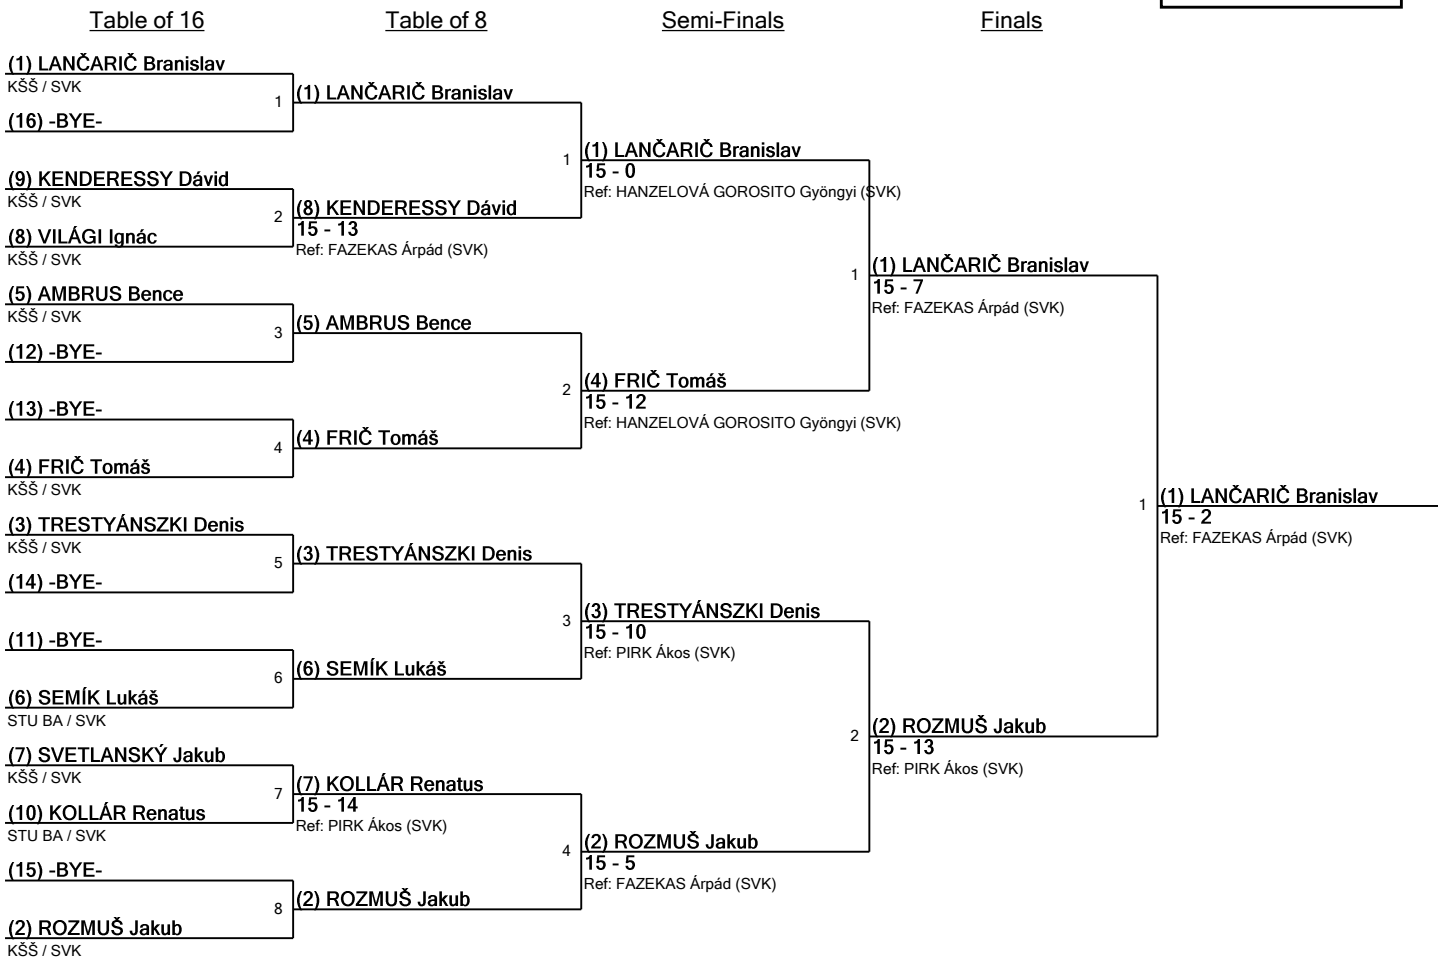 Table of 16
Table of 8
Semi-Finals
Finals
(1) LANČARIČ Branislav
KŠŠ / SVK
1
(16) -BYE-
(9) KENDERESSY Dávid
KŠŠ / SVK
2
(8) VILÁGI Ignác
KŠŠ / SVK
(5) AMBRUS Bence
KŠŠ / SVK
3
(12) -BYE-
(13) -BYE-
4
(4) FRIČ Tomáš
KŠŠ / SVK
(3) TRESTYÁNSZKI Denis
KŠŠ / SVK
5
(14) -BYE-
(11) -BYE-
6
(6) SEMÍK Lukáš
STU BA / SVK
(7) SVETLANSKÝ Jakub
KŠŠ / SVK
7
(10) KOLLÁR Renatus
STU BA / SVK
(15) -BYE-
8
(2) ROZMUŠ Jakub
KŠŠ / SVK
(1) LANČARIČ Branislav
1
(8) KENDERESSY Dávid
15 - 13
Ref: FAZEKAS Árpád (SVK)
(5) AMBRUS Bence
2
(4) FRIČ Tomáš
(3) TRESTYÁNSZKI Denis
3
(6) SEMÍK Lukáš
(7) KOLLÁR Renatus
15 - 14
Ref: PIRK Ákos (SVK)
4
(2) ROZMUŠ Jakub
(1) LANČARIČ Branislav
15 - 0
Ref: HANZELOVÁ GOROSITO Gyöngyi (SVK)
1
(4) FRIČ Tomáš
15 - 12
Ref: HANZELOVÁ GOROSITO Gyöngyi (SVK)
(3) TRESTYÁNSZKI Denis
15 - 10
Ref: PIRK Ákos (SVK)
2
(2) ROZMUŠ Jakub
15 - 5
Ref: FAZEKAS Árpád (SVK)
(1) LANČARIČ Branislav
15 - 7
Ref: FAZEKAS Árpád (SVK)
1
(2) ROZMUŠ Jakub
15 - 13
Ref: PIRK Ákos (SVK)
(1) LANČARIČ Branislav
15 - 2
Ref: FAZEKAS Árpád (SVK)